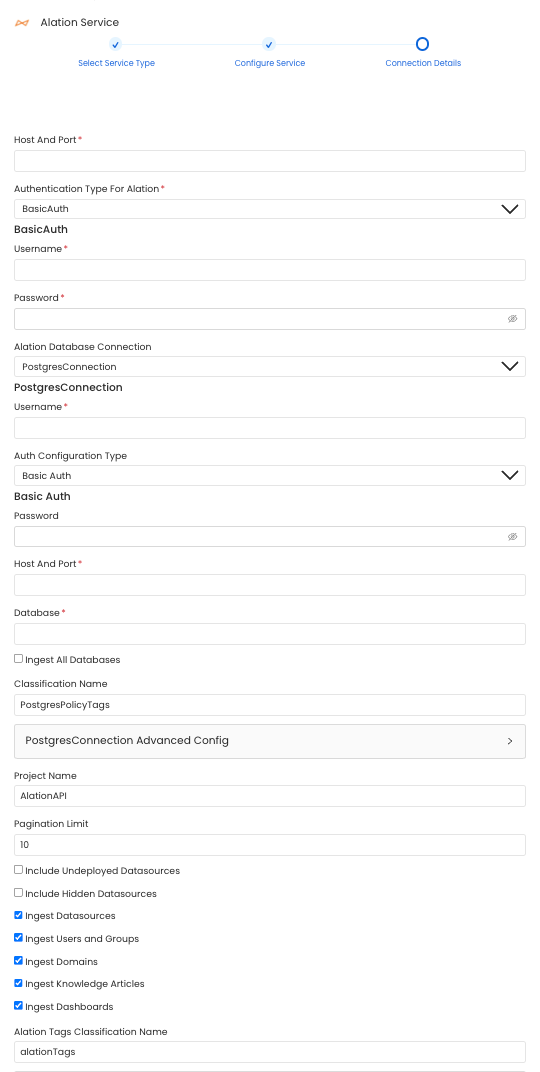 Alation Service
Select Service Type
Configure Service
Connection Details
Host And Port*
Authentication Type For Alation*
BasicAuth
BasicAuth
Username*
Password*
Alation Database Connection
PostgresConnection
PostgresConnection
Username*
Auth Configuration Type
Basic Auth
Basic Auth
Password
Host And Port*
Database*
Ingest All Databases
Classification Name
PostgresPolicyTags
PostgresConnection Advanced Config
Project Name
AlationAPI
Pagination Limit
10
Include Undeployed Datasources
Include Hidden Datasources
Ingest Datasources
Ingest Users and Groups
Ingest Domains
Ingest Knowledge Articles
Ingest Dashboards
Alation Tags Classification Name
alationTags